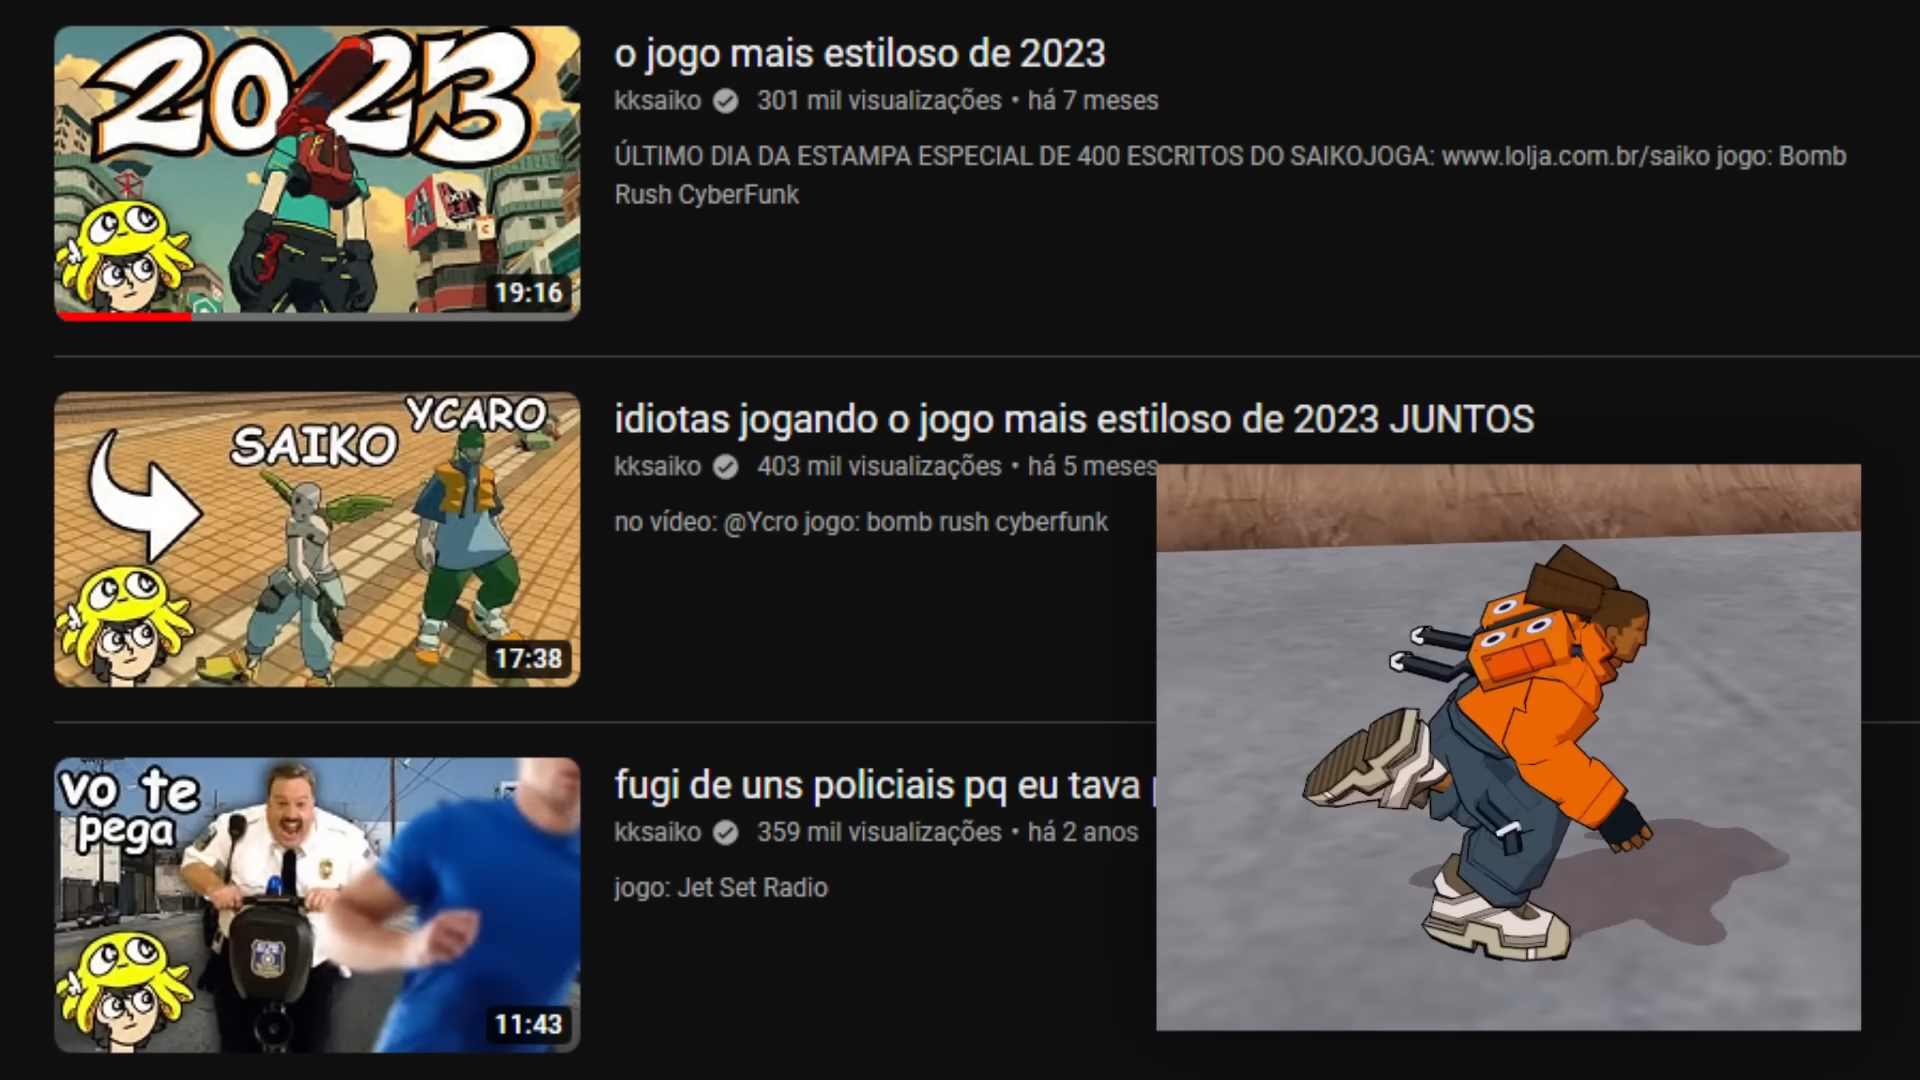 2023
19:16
o jogo mais estiloso de 2023
kksaiko 301 mil visualizações • há 7 meses
ÚLTIMO DIA DA ESTAMPA ESPECIAL DE 400 ESCRITOS DO SAIKOJOGA: www.lolja.com.br/saiko jogo: Bomb
Rush CyberFunk
SAIKO
YCARO
17:38
idiotas jogando o jogo mais estiloso de 2023 JUNTOS
kksaiko 403 mil visualizações • há 5 meses
no vídeo: @Ycro jogo: bomb rush cyberfunk
vo te
pega
11:43
fugi de uns policiais pq eu tava
kksaiko 359 mil visualizações • há 2 anos
jogo: Jet Set Radio